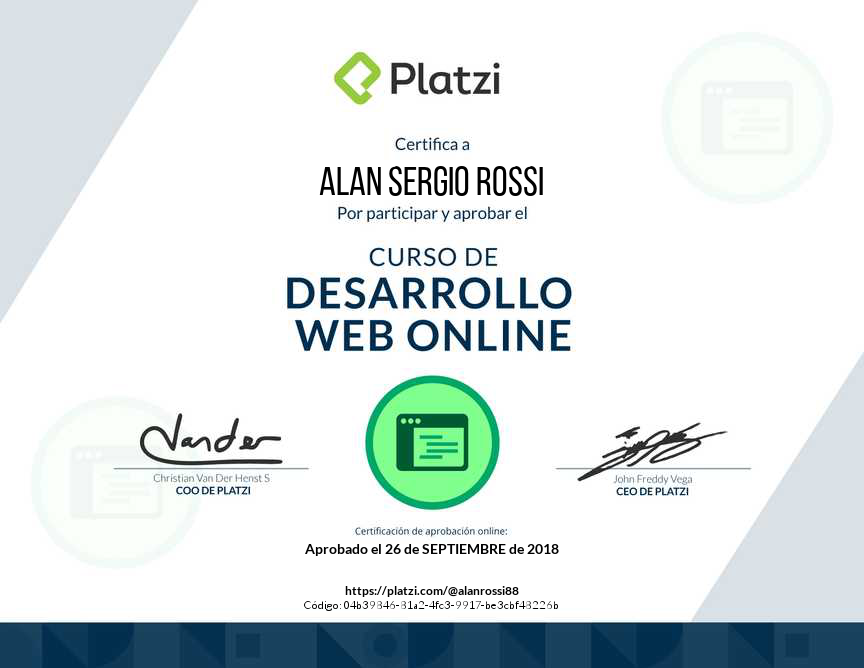 Platzi
Certifica a
ALAN SERGIO ROSSI
Por participar y aprobar el
CURSO DE
DESARROLLO
WEB ONLINE
Vander
Christian Van Der Henst S
COO DE PLATZI
John Freddy Vega
CEO DE PLATZI
Certificación de aprobación online:
Aprobado el 26 de SEPTIEMBRE de 2018
https://platzi.com/@alanrossi88
Código: 04b39846-81a2-4fc3-9917-be3cbf48226b